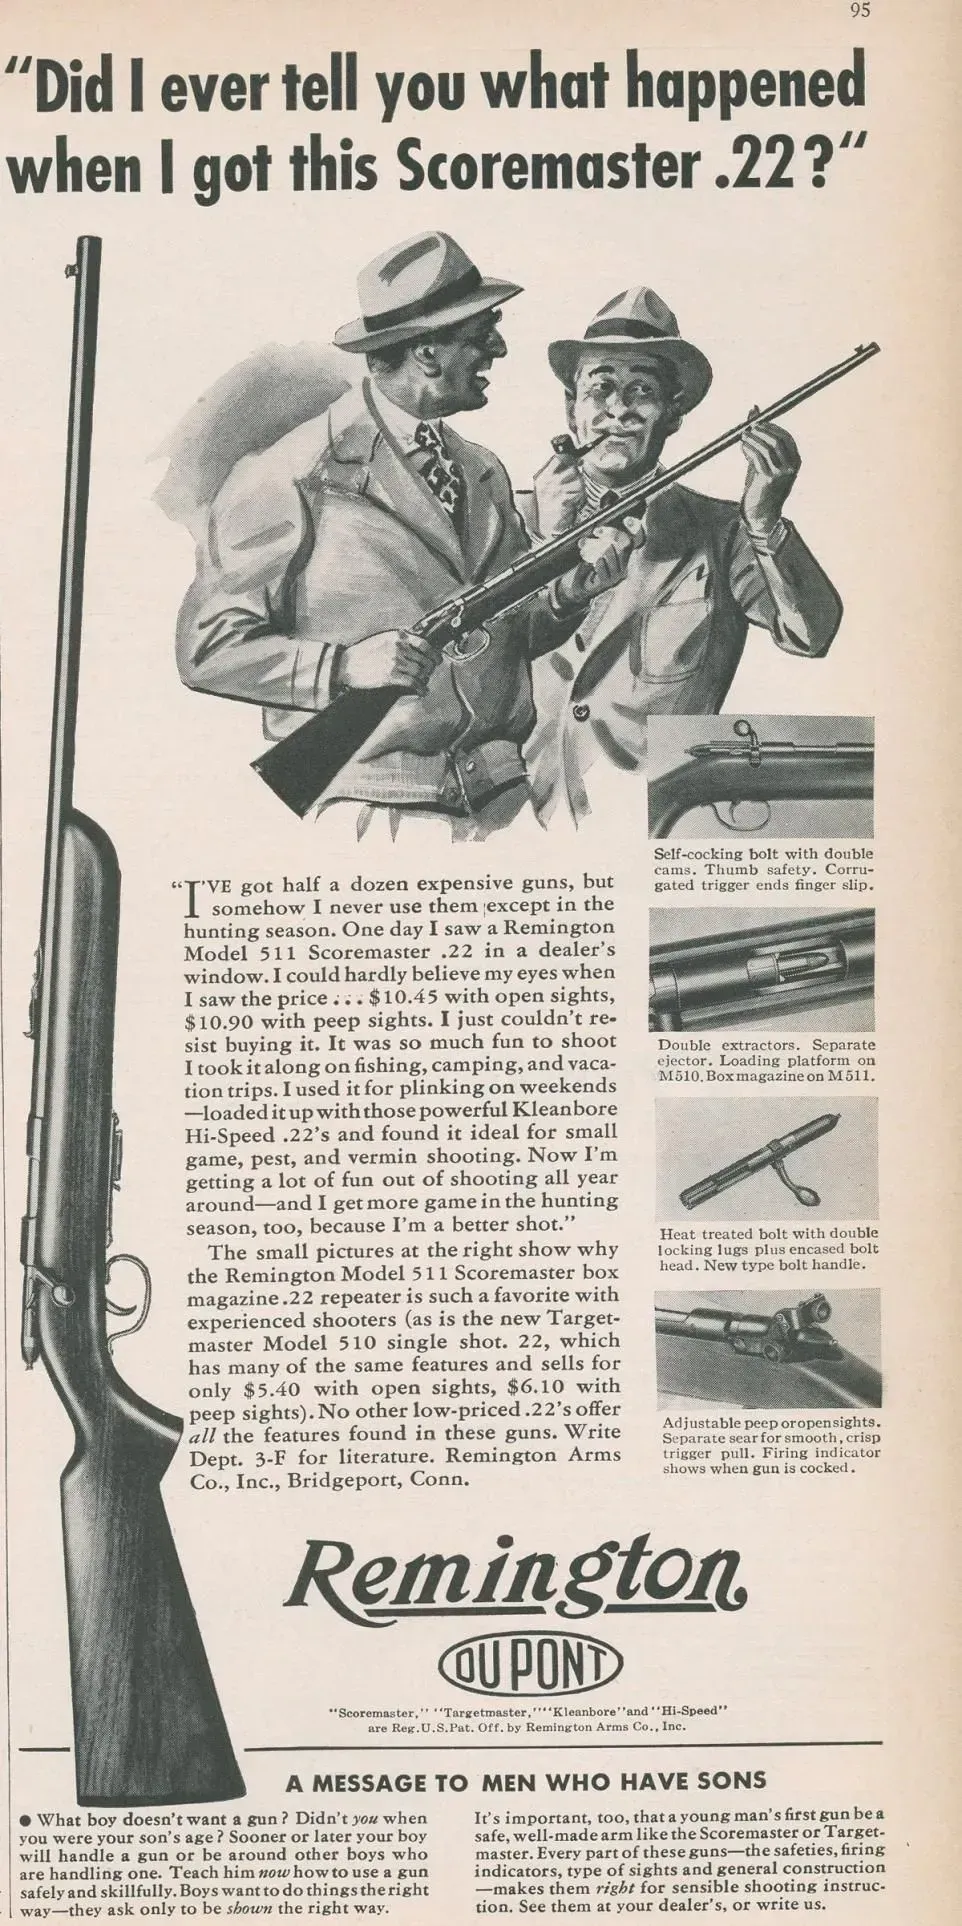 95
"Did I ever tell you what happened
when I got this Scoremaster .22?"
"I'VE got half a dozen expensive guns, but
somehow I never use them except in the
hunting season. One day I saw a Remington
Model 511 Scoremaster .22 in a dealer's
window. I could hardly believe my eyes when
I saw the price ... $10.45 with open sights,
$10.90 with peep sights. I just couldn't re-
sist buying it. It was so much fun to shoot
I took it along on fishing, camping, and vaca-
tion trips. I used it for plinking on weekends
—loaded it up with those powerful Kleanbore
Hi-Speed .22's and found it ideal for small
game, pest, and vermin shooting. Now I'm
getting a lot of fun out of shooting all year
around—and I get more game in the hunting
season, too, because I'm a better shot."
The small pictures at the right show why
the Remington Model 511 Scoremaster box
magazine .22 repeater is such a favorite with
experienced shooters (as is the new Target-
master Model 510 single shot. 22, which
has many of the same features and sells for
only $5.40 with open sights, $6.10 with
peep sights). No other low-priced .22's offer
all the features found in these guns. Write
Dept. 3-F for literature. Remington Arms
Co., Inc., Bridgeport, Conn.
Self-cocking bolt with double
cams. Thumb safety. Corru-
gated trigger ends finger slip.
Double extractors. Separate
ejector. Loading platform on
M510. Box magazine on M511.
Heat treated bolt with double
locking lugs plus encased bolt
head. New type bolt handle.
Adjustable peep or open sights.
Separate sear for smooth, crisp
trigger pull. Firing indicator
shows when gun is cocked.
Remington,
DU PONT
"Scoremaster," "Targetmaster," "Kleanbore" and "Hi-Speed"
are Reg. U.S. Pat. Off. by Remington Arms Co., Inc.
A MESSAGE TO MEN WHO HAVE SONS
● What boy doesn't want a gun? Didn't you when
you were your son's age? Sooner or later your boy
will handle a gun or be around other boys who
are handling one. Teach him now how to use a gun
safely and skillfully. Boys want to do things the right
way—they ask only to be shown the right way.
It's important, too, that a young man's first gun be a
safe, well-made arm like the Scoremaster or Target-
master. Every part of these guns—the safeties, firing
indicators, type of sights and general construction
—makes them right for sensible shooting instruc-
tion. See them at your dealer's, or write us.